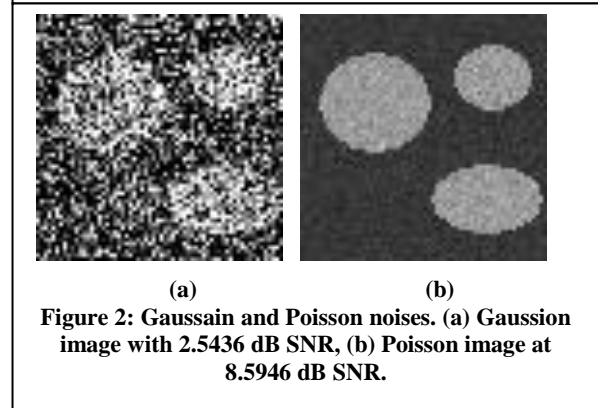 (a) (b)
Figure 2: Gaussain and Poisson noises. (a) Gaussion
image with 2.5436 dB SNR, (b) Poisson image at
8.5946 dB SNR.